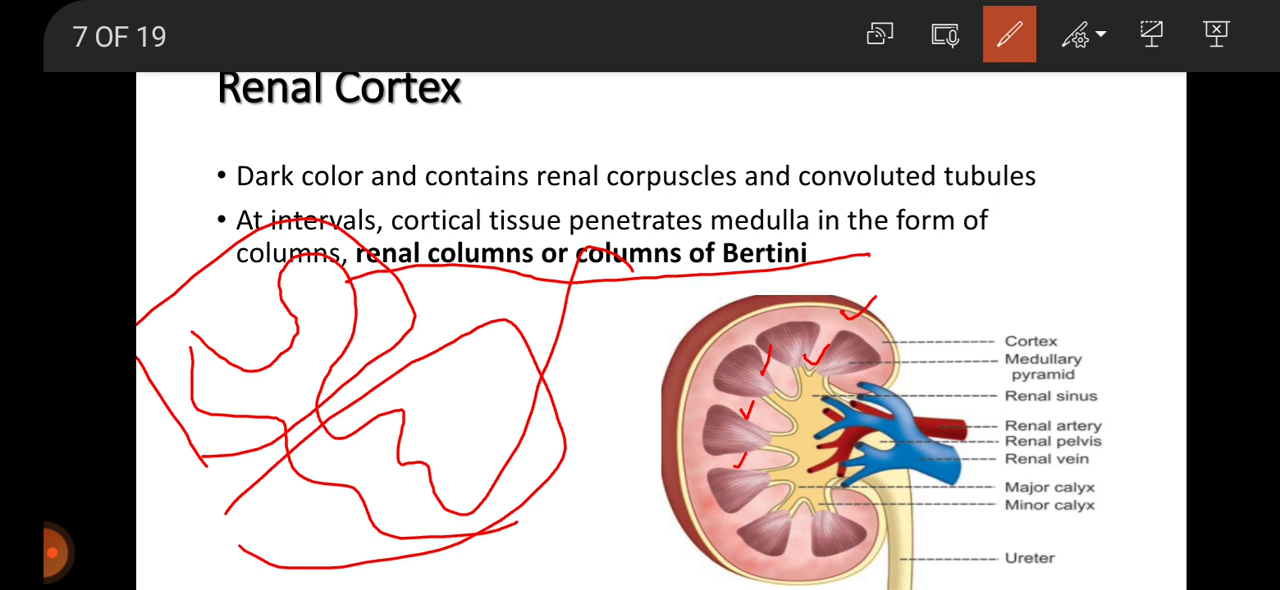 7 OF 19
Renal Cortex
• Dark color and contains renal corpuscles and convoluted tubules
• At intervals, cortical tissue penetrates medulla in the form of
columns, renal columns or columns of Bertini
Cortex
Medullary
pyramid
Renal sinus
Renal artery
Renal pelvis
Renal vein
Major calyx
Minor calyx
Ureter